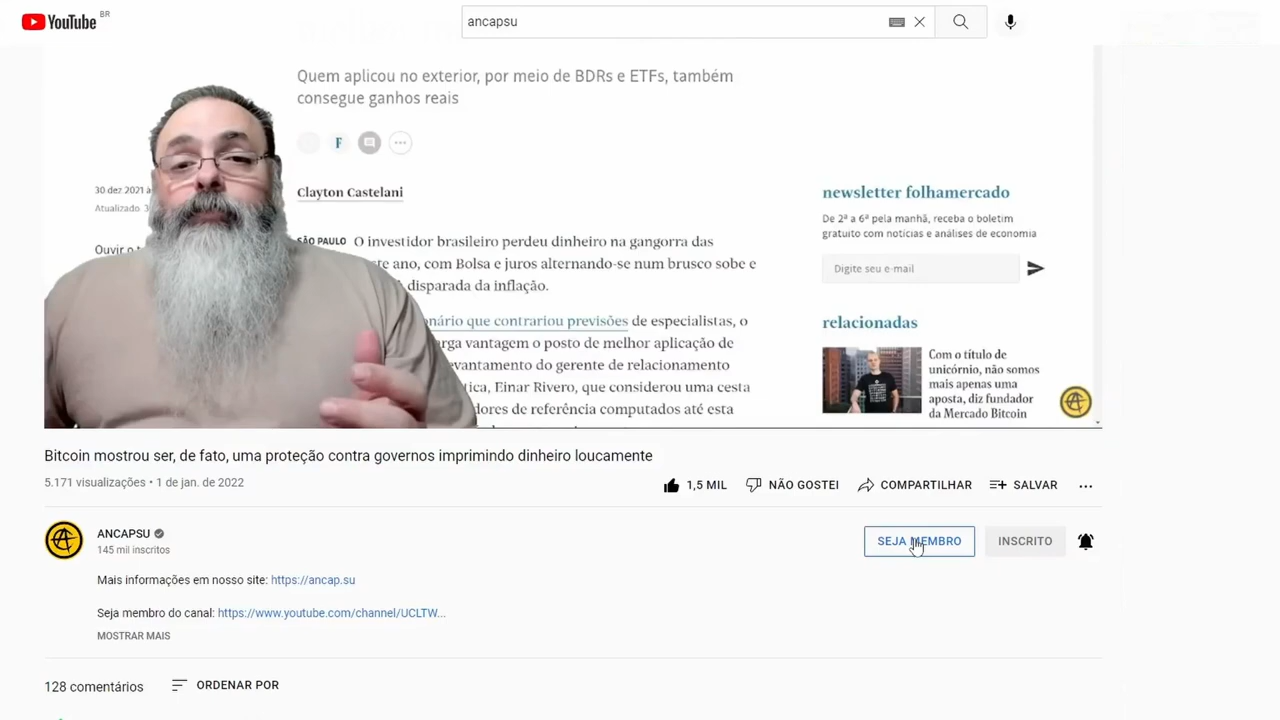 YouTube BR
ancapsu
Quem aplicou no exterior, por meio de BDRs e ETFs, também
consegue ganhos reais
F
30 dez 2021 à
Clayton Castelani
Atualizado 3
Ouvir o
SÃO PAULO O investidor brasileiro perdeu dinheiro na gangorra das
te ano, com Bolsa e juros alternando-se num brusco sobe e
disparada da inflação.
nário que contrariou previsões de especialistas, o
rga vantagem o posto de melhor aplicação de
evantamento do gerente de relacionamento
tica, Einar Rivero, que considerou uma cesta
dores de referência computados até esta
newsletter folhamercado
De 2ª a 6ª pela manhã, receba o boletim
gratuito com notícias e análises de economia
Digite seu e-mail
relacionadas
Com o título de
unicórnio, não somos
mais apenas uma
aposta, diz fundador
da Mercado Bitcoin
Bitcoin mostrou ser, de fato, uma proteção contra governos imprimindo dinheiro loucamente
5.171 visualizações • 1 de jan. de 2022
1,5 MIL
NÃO GOSTEI
COMPARTILHAR
SALVAR
ANCAPSU
145 mil inscritos
SEJA MEMBRO
INSCRITO
Mais informações em nosso site: https://ancap.su
Seja membro do canal: https://www.youtube.com/channel/UCLTW...
MOSTRAR MAIS
128 comentários
ORDENAR POR